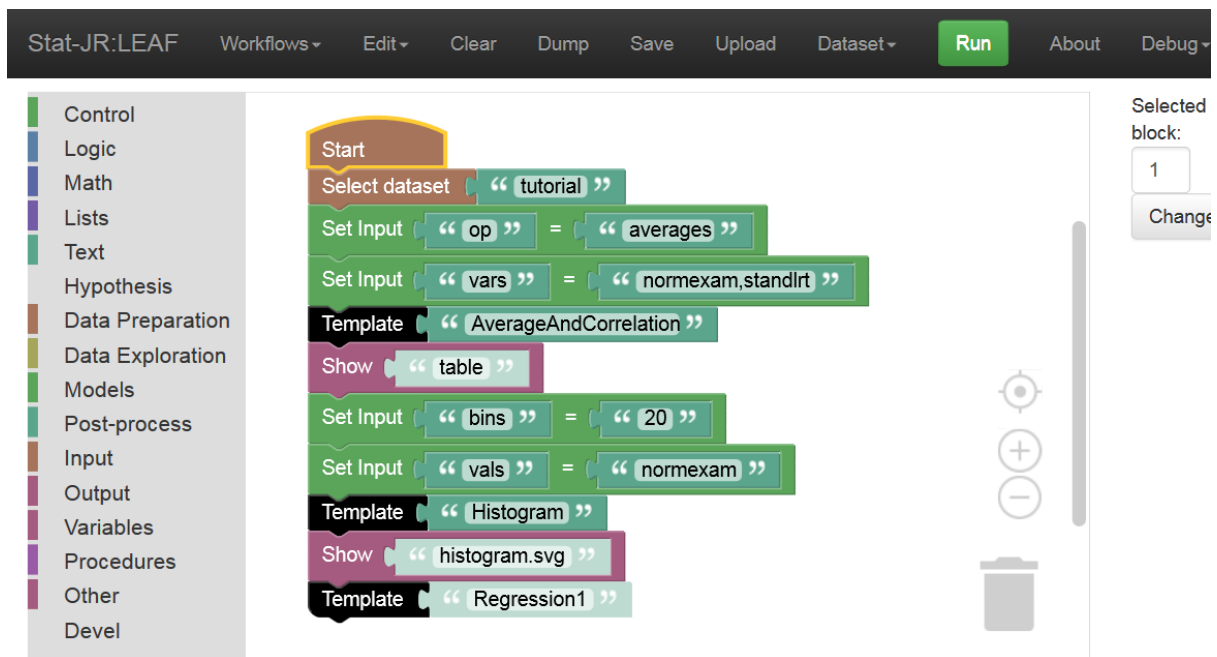 Stat-JR:LEAF Workflows Edit Clear Dump Save Upload Dataset Run About Debug
Control
Logic
Math
Lists
Text
Hypothesis
Data Preparation
Data Exploration
Models
Post-process
Input
Output
Variables
Procedures
Other
Devel
Start
Select dataset “ tutorial ”
Set Input “ op ” = “ averages ”
Set Input “ vars ” = “ normexam,standlrt ”
Template “ AverageAndCorrelation ”
Show “ table ”
Set Input “ bins ” = “ 20 ”
Set Input “ vals ” = “ normexam ”
Template “ Histogram ”
Show “ histogram.svg ”
Template “ Regression1 ”
Selected
block:
1
Change